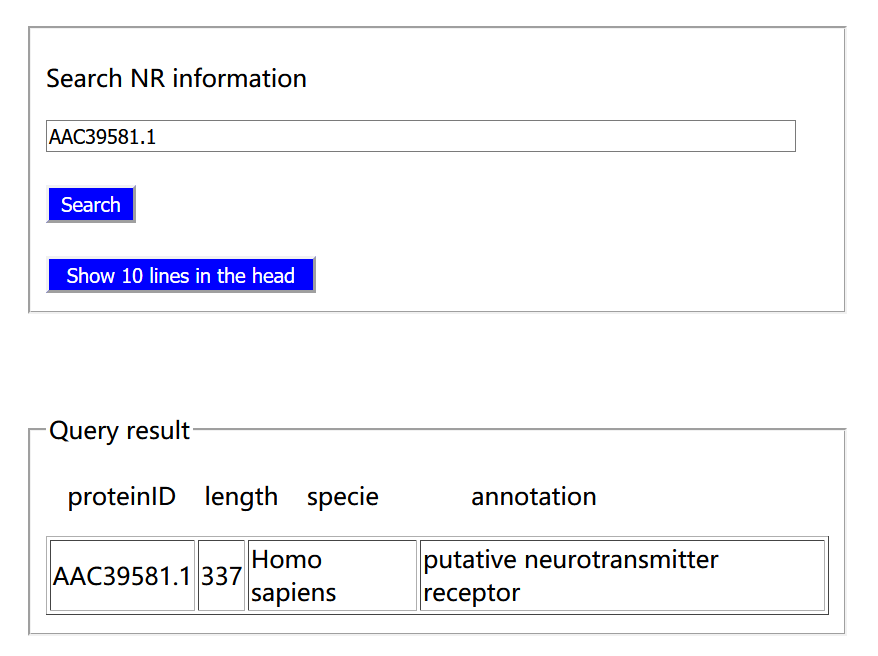 Search NR information
AAC39581.1
Search
Show 10 lines in the head
Query result
proteinID length specie annotation
AAC39581.1 337 Homo sapiens putative neurotransmitter receptor